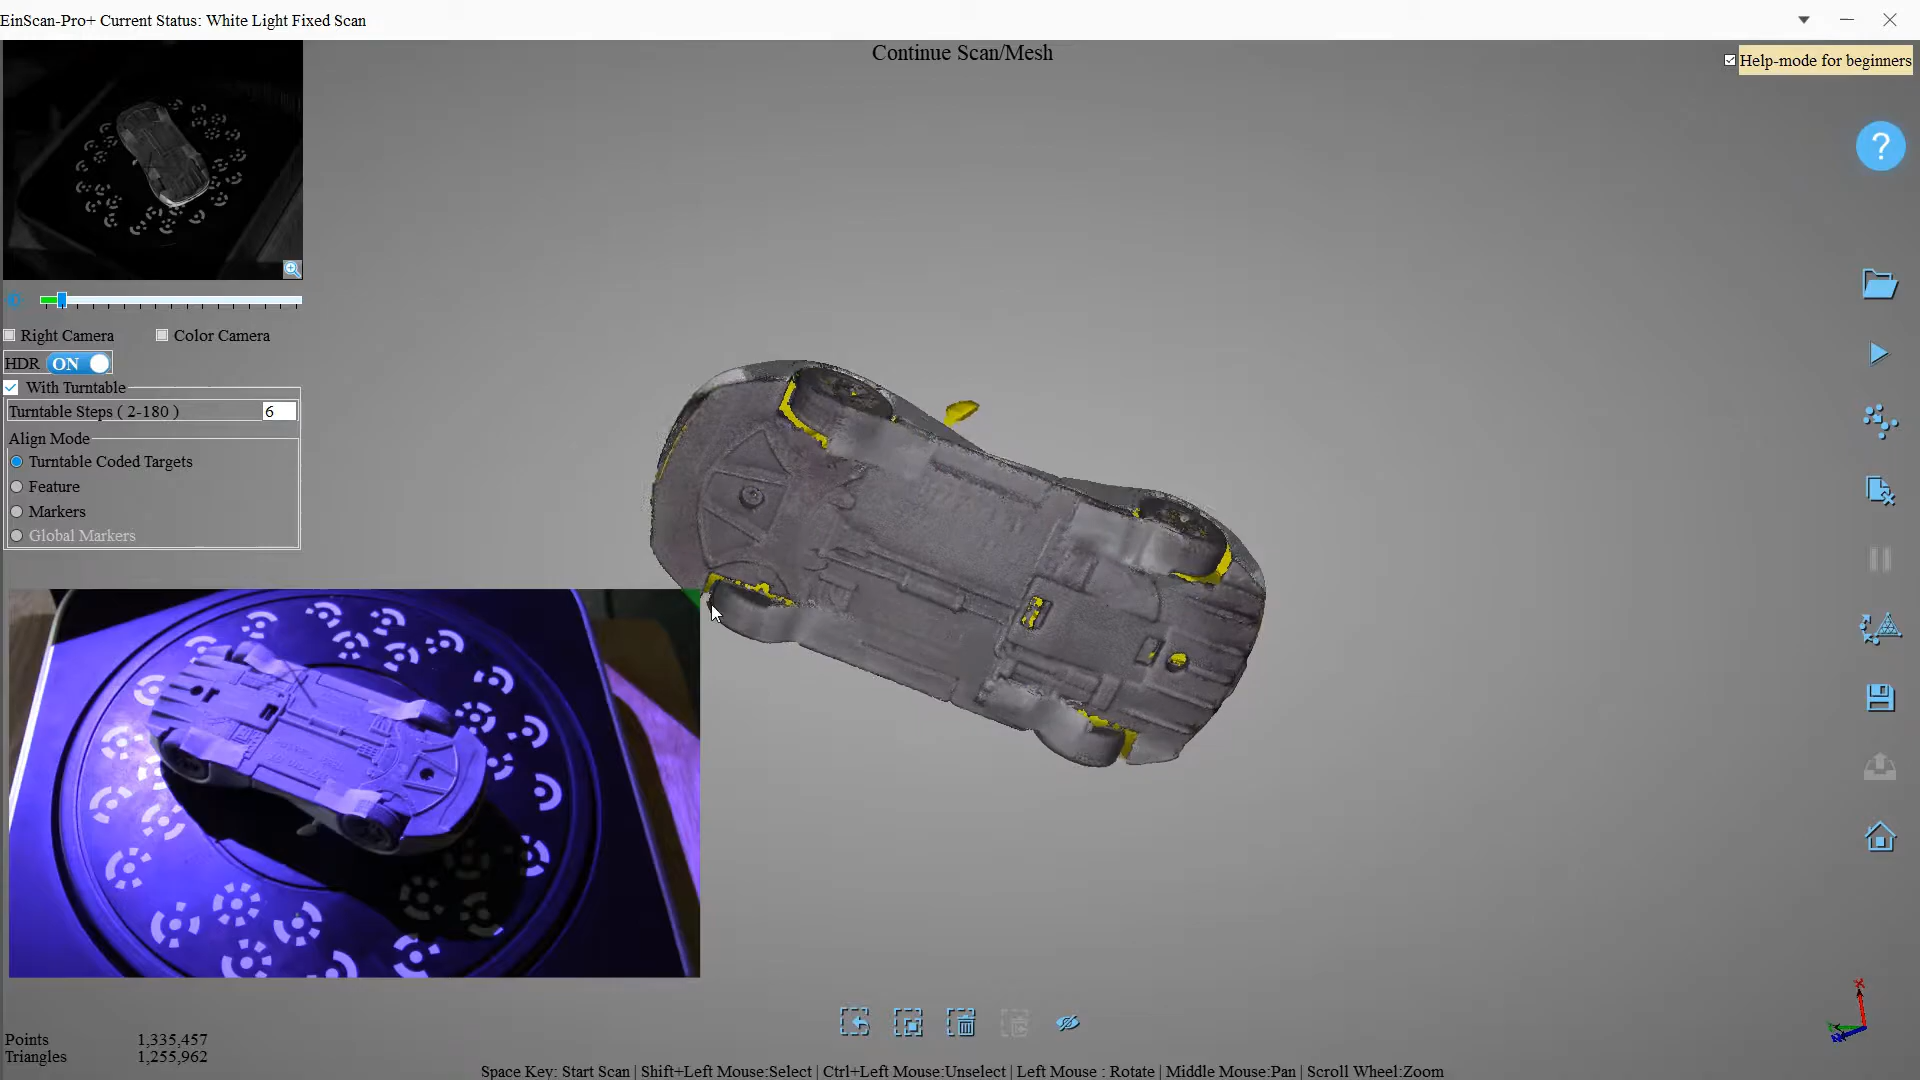 EinScan-Pro+ Current Status: White Light Fixed Scan
Continue Scan/Mesh
Help-mode for beginners
?
Right Camera
Color Camera
HDR ON
With Turntable
Turntable Steps ( 2-180 ) 6
Align Mode
Turntable Coded Targets
Feature
Markers
Global Markers
Points 1,335,457
Triangles 1,255,962
Space Key: Start Scan | Shift+Left Mouse:Select | Ctrl+Left Mouse:Unselect | Left Mouse : Rotate | Middle Mouse:Pan | Scroll Wheel:Zoom